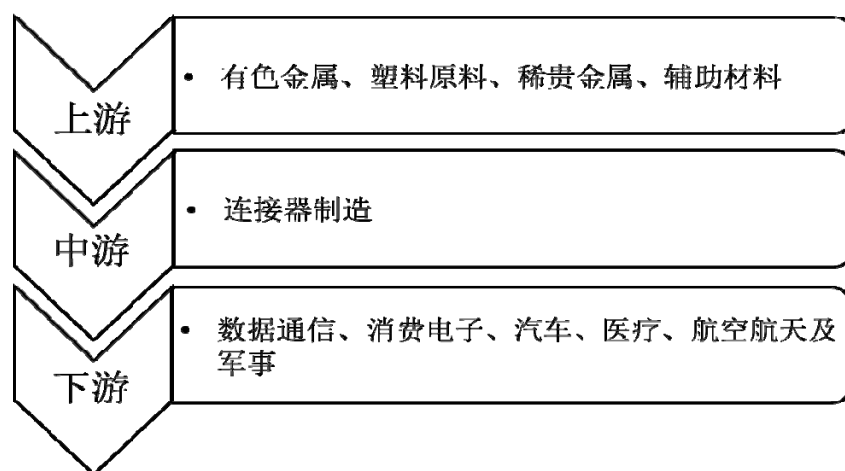 上游
• 有色金属、塑料原料、稀贵金属、辅助材料
中游
• 连接器制造
下游
• 数据通信、消费电子、汽车、医疗、航空航天及
军事